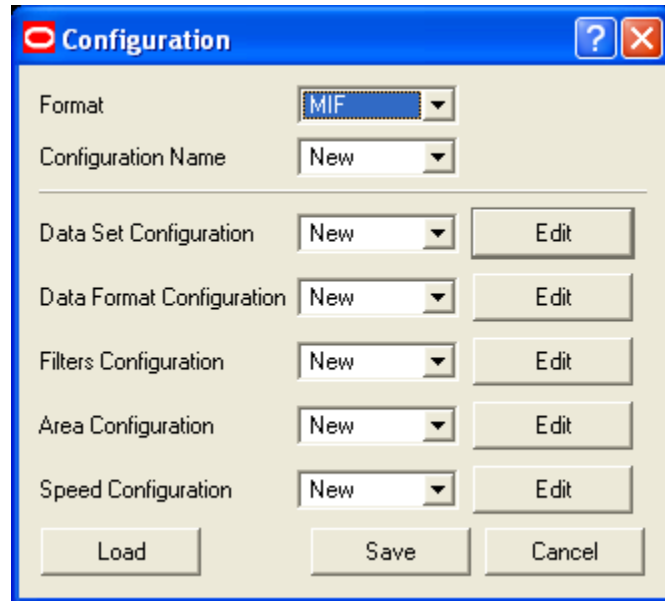 Configuration ?
Format MIF
Configuration Name New
Data Set Configuration New Edit
Data Format Configuration New Edit
Filters Configuration New Edit
Area Configuration New Edit
Speed Configuration New Edit
Load Save Cancel